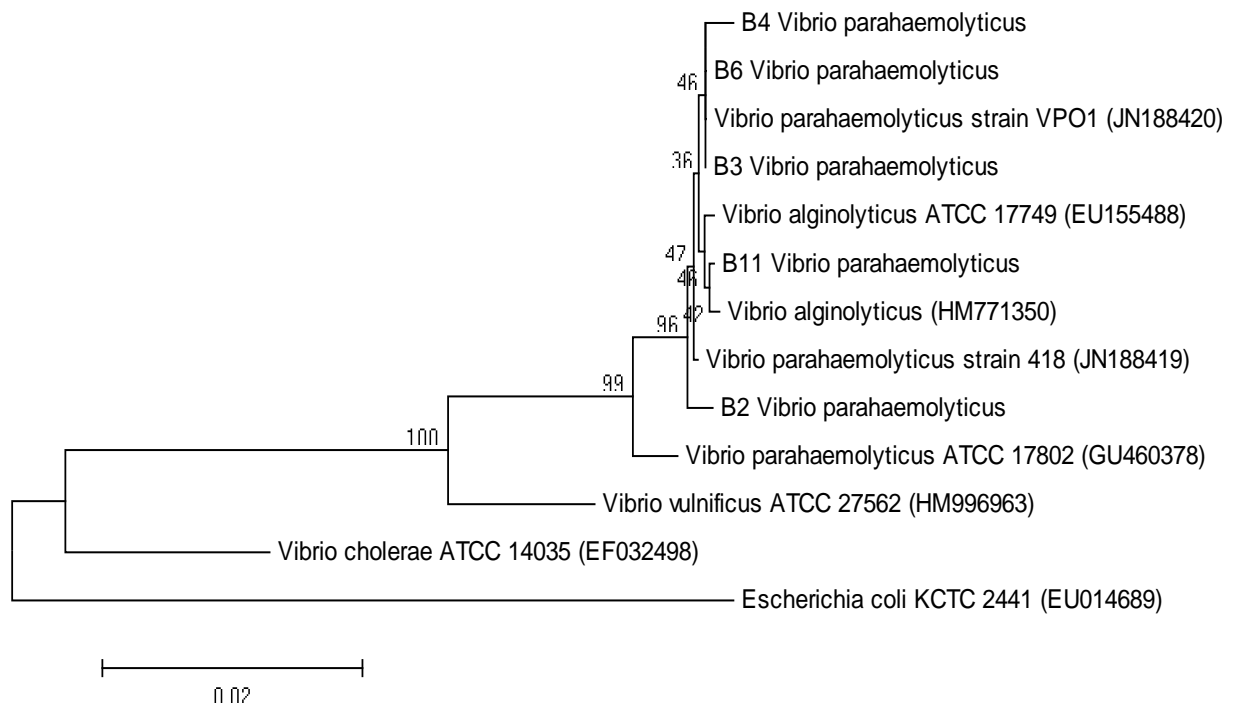 B4 Vibrio parahaemolyticus
B6 Vibrio parahaemolyticus
46
Vibrio parahaemolyticus strain VPO1 (JN188420)
36
B3 Vibrio parahaemolyticus
Vibrio alginolyticus ATCC 17749 (EU155488)
47
B11 Vibrio parahaemolyticus
46
Vibrio alginolyticus (HM771350)
42
96
Vibrio parahaemolyticus strain 418 (JN188419)
99
B2 Vibrio parahaemolyticus
100
Vibrio parahaemolyticus ATCC 17802 (GU460378)
Vibrio vulnificus ATCC 27562 (HM996963)
Vibrio cholerae ATCC 14035 (EF032498)
Escherichia coli KCTC 2441 (EU014689)
0.02